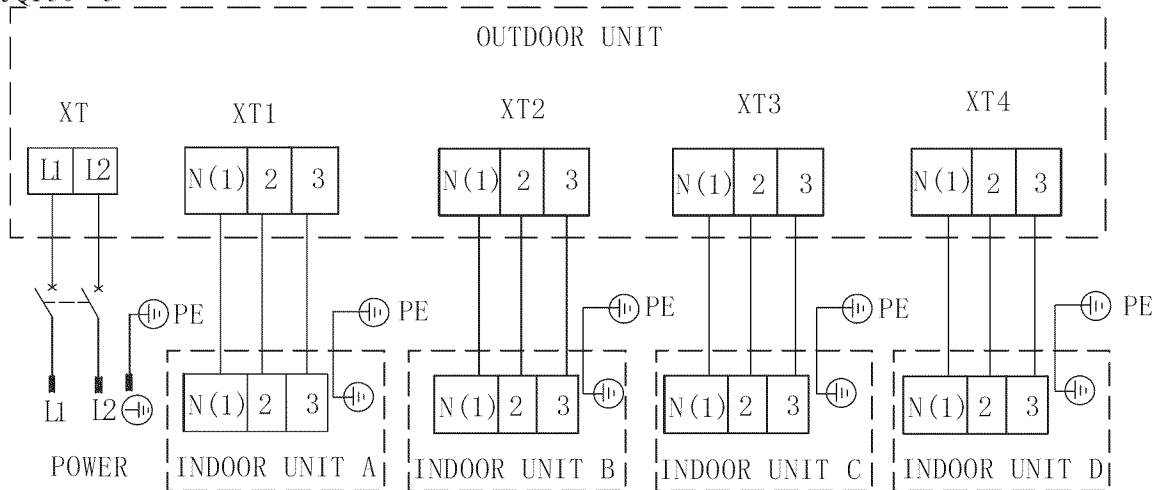 OUTDOOR UNIT
XT XT1 XT2 XT3 XT4
L1 L2 N(1) 2 3 N(1) 2 3 N(1) 2 3 N(1) 2 3
PE PE PE PE PE
N(1) 2 3 N(1) 2 3 N(1) 2 3 N(1) 2 3
L1 L2
POWER INDOOR UNIT A INDOOR UNIT B INDOOR UNIT C INDOOR UNIT D